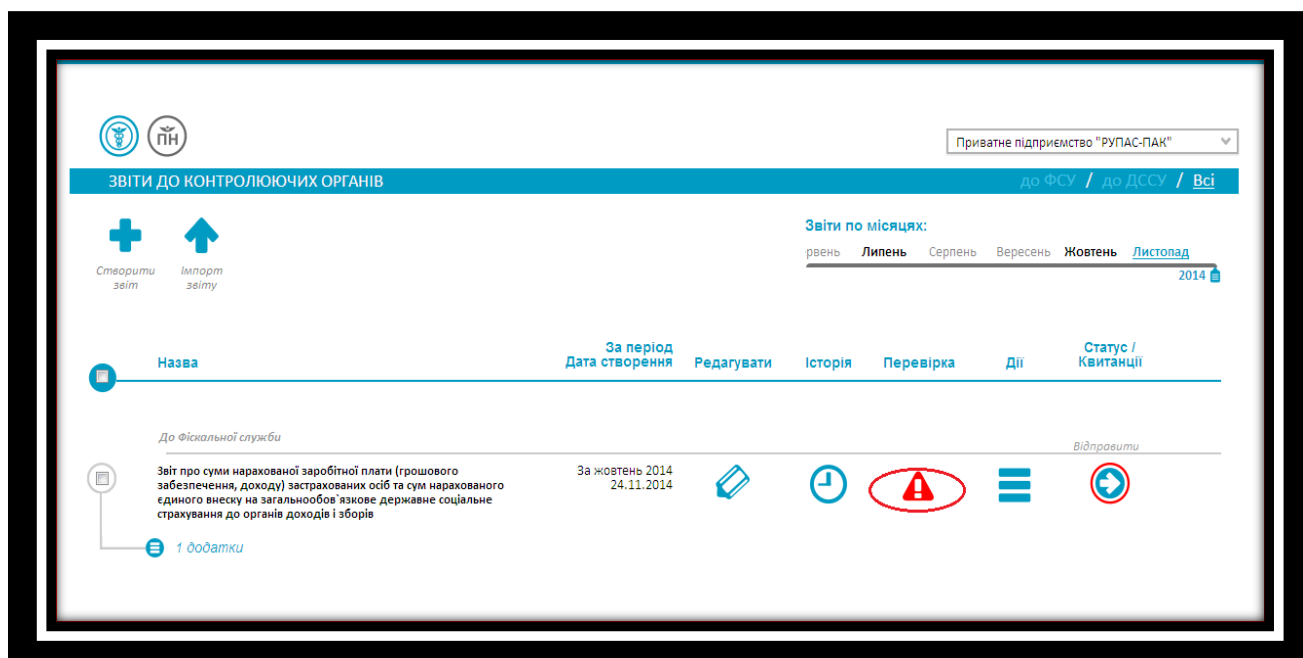 ПН
Приватне підприємство "РУПАС-ПАК"
ЗВІТИ ДО КОНТРОЛЮЮЧИХ ОРГАНІВ
до ФСУ / до ДССУ / Всі
Створити
звіт
Імпорт
звіту
Звіти по місяцях:
рвень Липень Серпень Вересень Жовтень Листопад
2014
Назва
За період
Дата створення
Редагувати
Історія
Перевірка
Дії
Статус /
Квитанції
До Фіскальної служби
Відправити
Звіт про суми нарахованої заробітної плати (грошового
забезпечення, доходу) застрахованих осіб та сум нарахованого
єдиного внеску на загальнообов`язкове державне соціальне
страхування до органів доходів і зборів
За жовтень 2014
24.11.2014
1 додатки